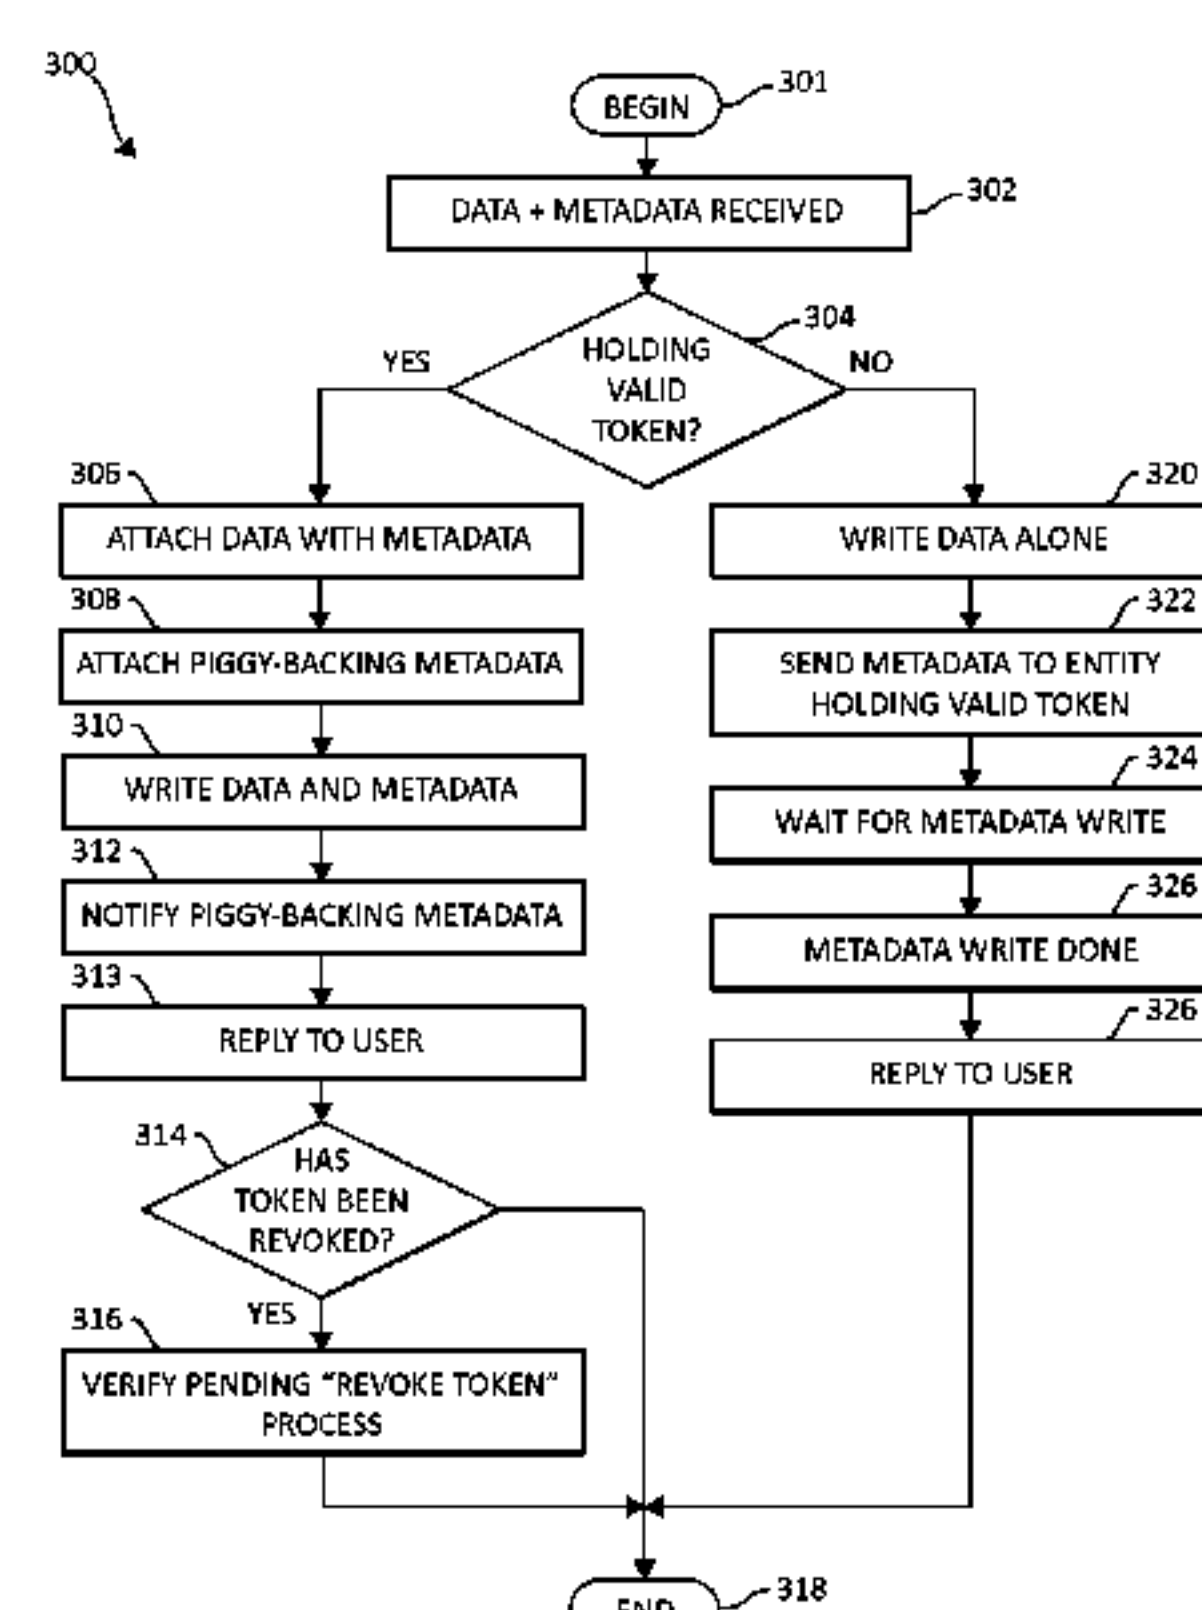 300
301
BEGIN
302
DATA + METADATA RECEIVED
304
HOLDING
VALID
TOKEN?
YES
NO
306
ATTACH DATA WITH METADATA
308
ATTACH PIGGY-BACKING METADATA
310
WRITE DATA AND METADATA
312
NOTIFY PIGGY-BACKING METADATA
313
REPLY TO USER
314
HAS
TOKEN BEEN
REVOKED?
YES
316
VERIFY PENDING “REVOKE TOKEN”
PROCESS
320
WRITE DATA ALONE
322
SEND METADATA TO ENTITY
HOLDING VALID TOKEN
324
WAIT FOR METADATA WRITE
326
METADATA WRITE DONE
326
REPLY TO USER
318
END